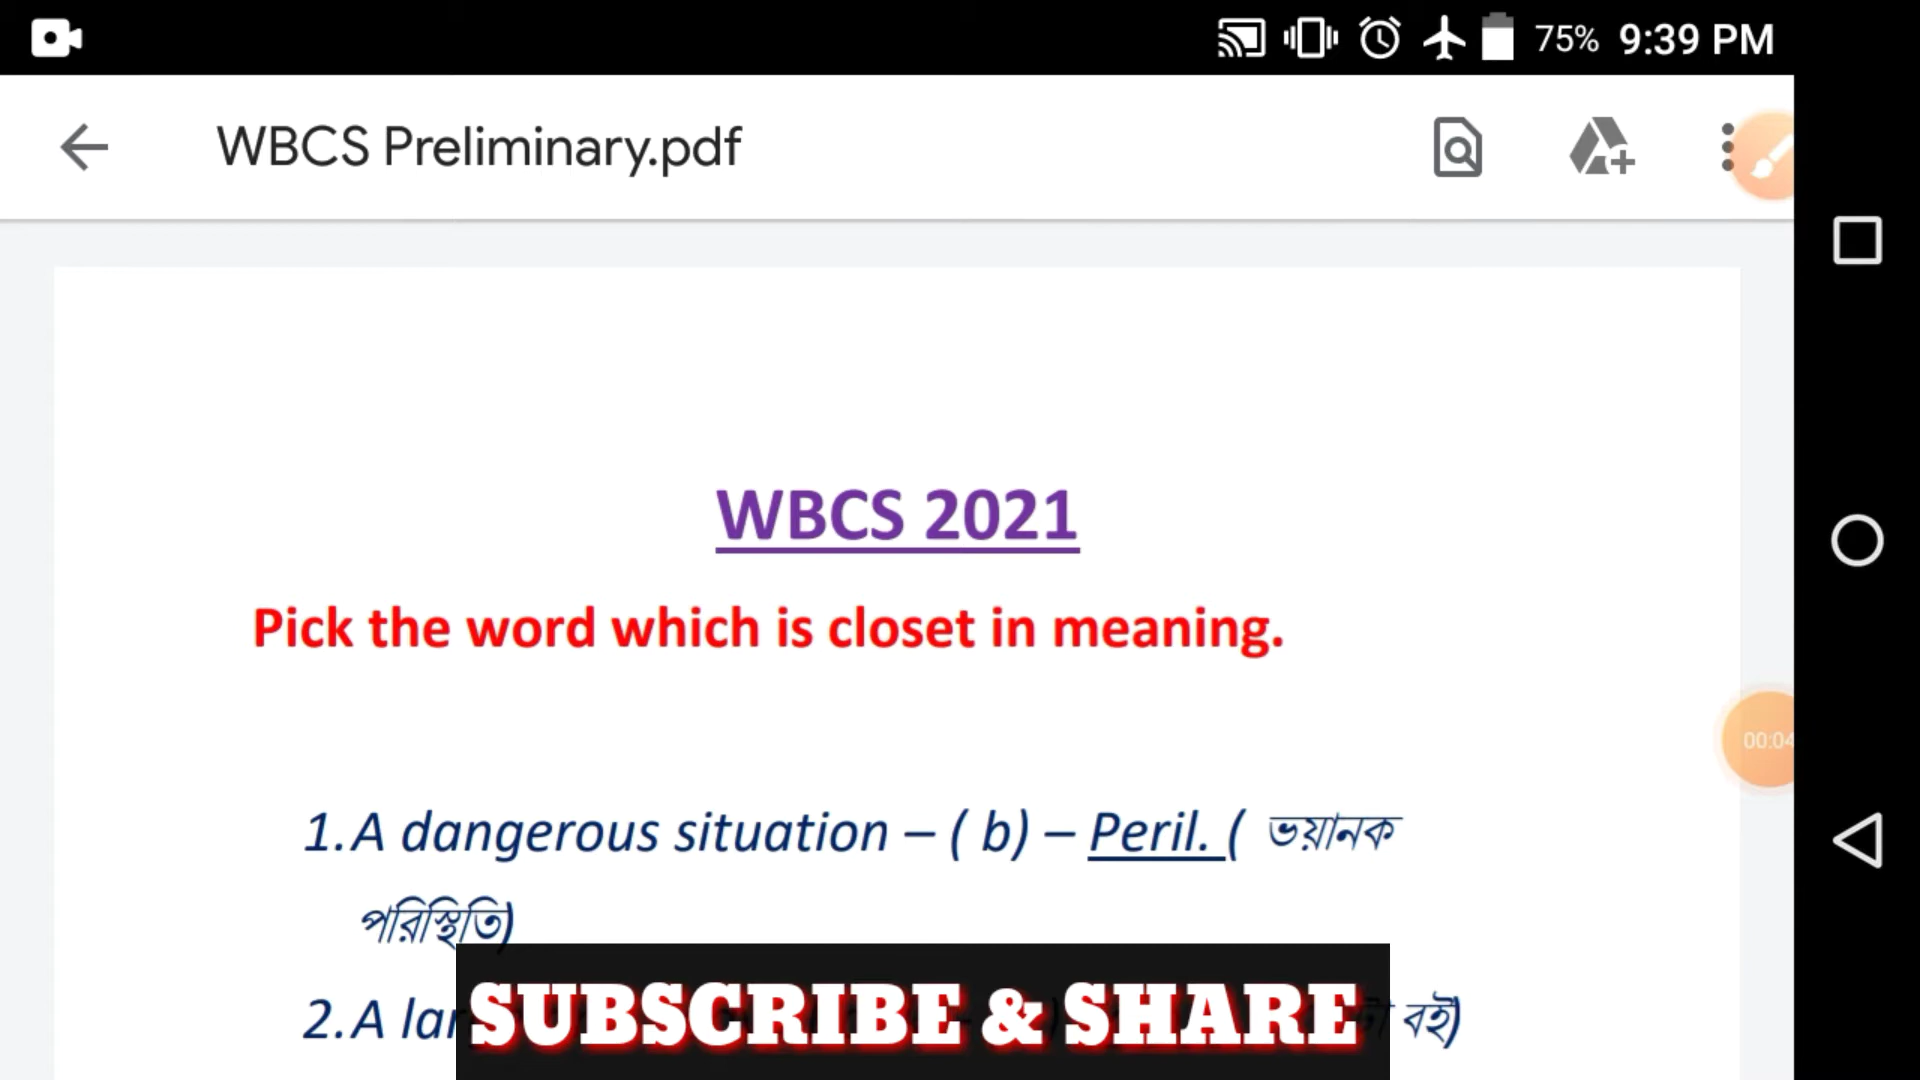 75% 9:39 PM
WBCS Preliminary.pdf
WBCS 2021
Pick the word which is closet in meaning.
00:04
1. A dangerous situation – ( b) – Peril. ( ভয়ানক
পরিস্থিতি)
2. A বই)
SUBSCRIBE & SHARE